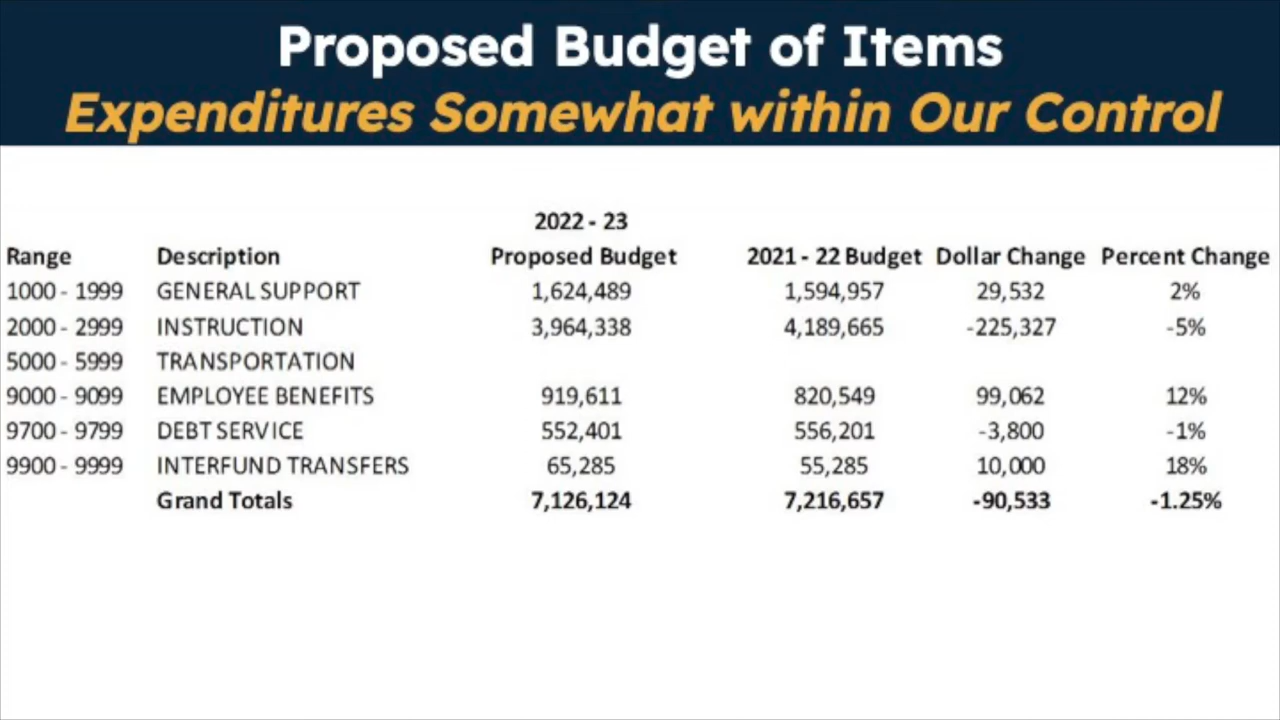 Proposed Budget of Items
Expenditures Somewhat within Our Control
2022 - 23
Range Description Proposed Budget 2021 - 22 Budget Dollar Change Percent Change
1000 - 1999 GENERAL SUPPORT 1,624,489 1,594,957 29,532 2%
2000 - 2999 INSTRUCTION 3,964,338 4,189,665 -225,327 -5%
5000 - 5999 TRANSPORTATION
9000 - 9099 EMPLOYEE BENEFITS 919,611 820,549 99,062 12%
9700 - 9799 DEBT SERVICE 552,401 556,201 -3,800 -1%
9900 - 9999 INTERFUND TRANSFERS 65,285 55,285 10,000 18%
Grand Totals 7,126,124 7,216,657 -90,533 -1.25%